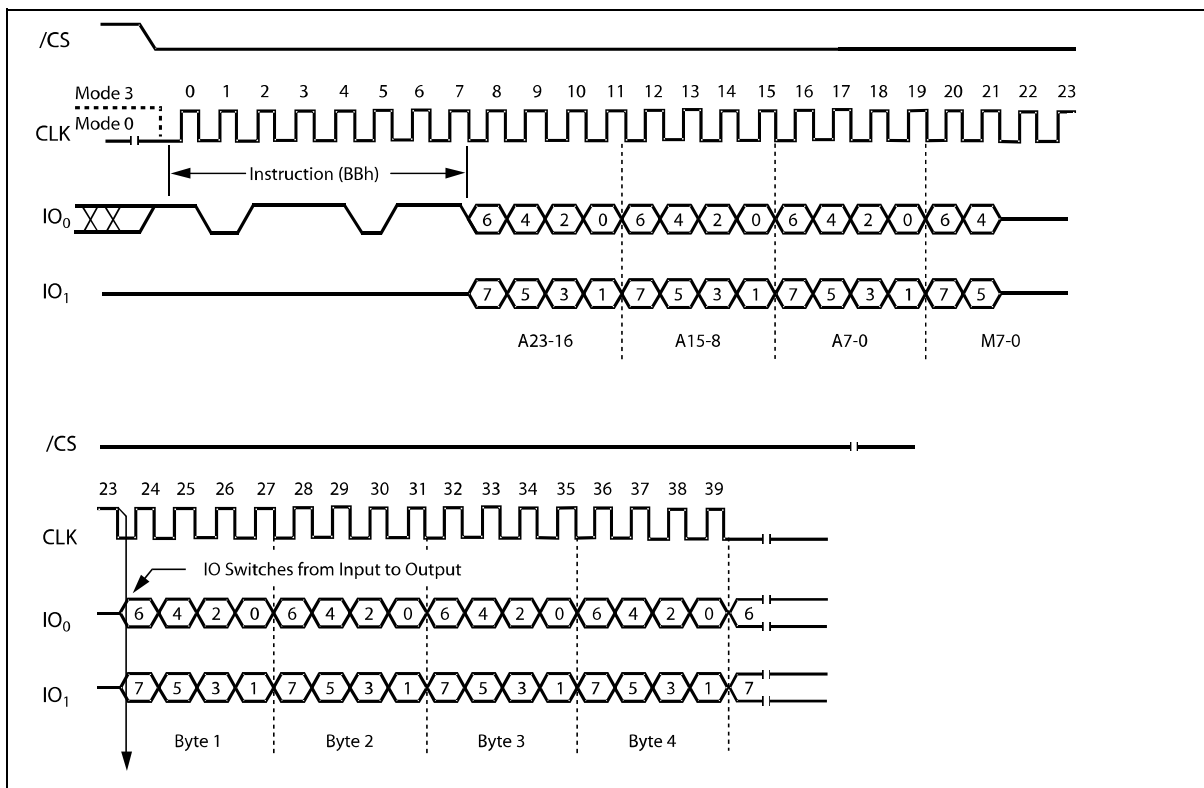 /CS
Mode 3 0 1 2 3 4 5 6 7 8 9 10 11 12 13 14 15 16 17 18 19 20 21 22 23
Mode 0
CLK
Instruction (BBh)
IO0 6 4 2 0 6 4 2 0 6 4 2 0 6 4
IO1 7 5 3 1 7 5 3 1 7 5 3 1 7 5
A23-16 A15-8 A7-0 M7-0
/CS
23 24 25 26 27 28 29 30 31 32 33 34 35 36 37 38 39
CLK
IO Switches from Input to Output
IO0 6 4 2 0 6 4 2 0 6 4 2 0 6 4 2 0 6
IO1 7 5 3 1 7 5 3 1 7 5 3 1 7 5 3 1 7
Byte 1 Byte 2 Byte 3 Byte 4